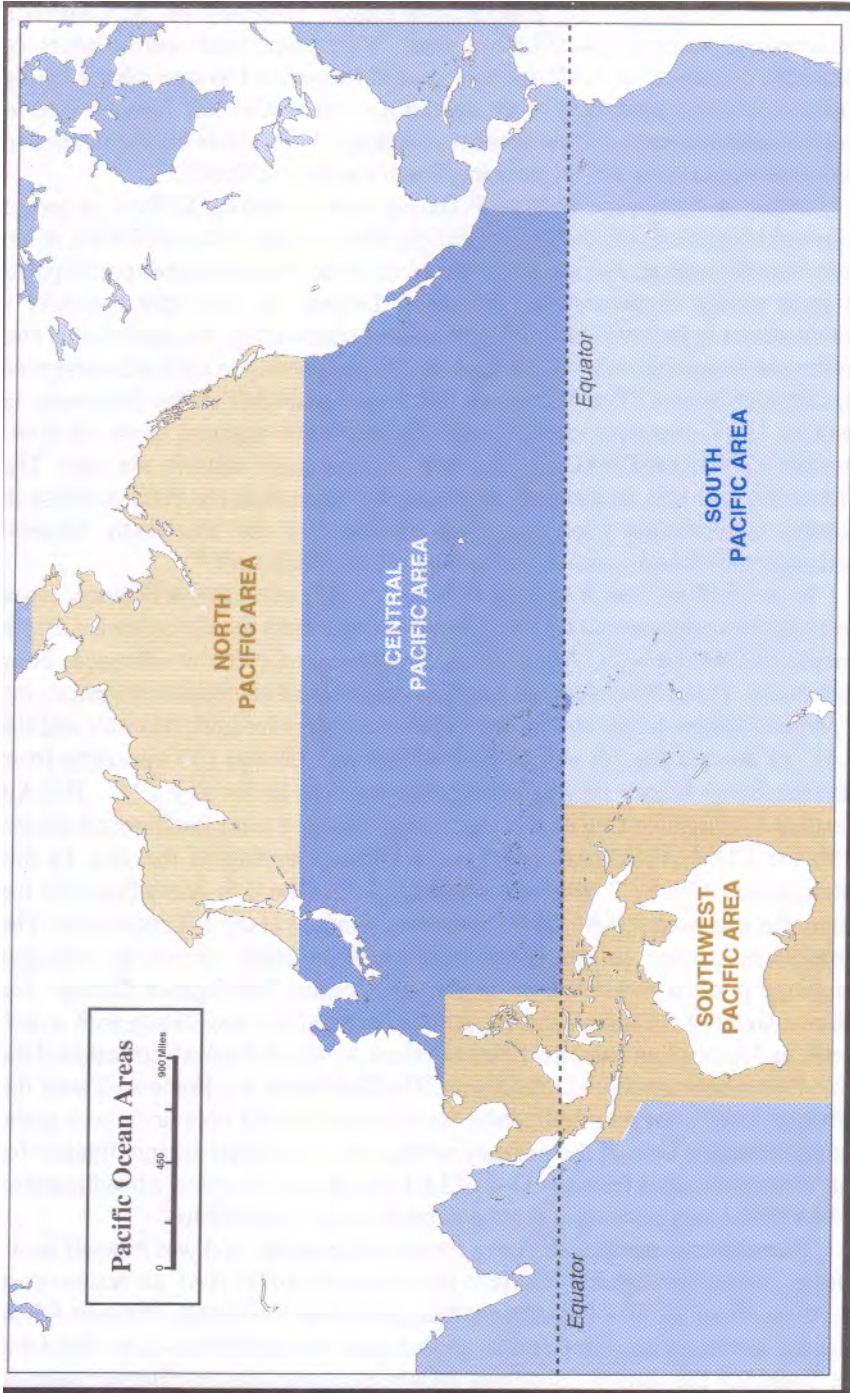 Pacific Ocean Areas
0 450 900 Miles
NORTH
PACIFIC AREA
CENTRAL
PACIFIC AREA
Equator
Equator
SOUTHWEST
PACIFIC AREA
SOUTH
PACIFIC AREA